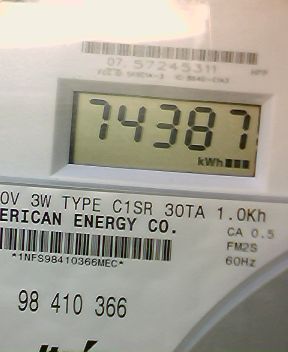 07. 57245311
74387
kWh
0V 3W TYPE C1SR 30TA 1.0Kh
ERICAN ENERGY CO.
CA 0.5
FM2S
60Hz
*1NFS98410366MEC*
98 410 366